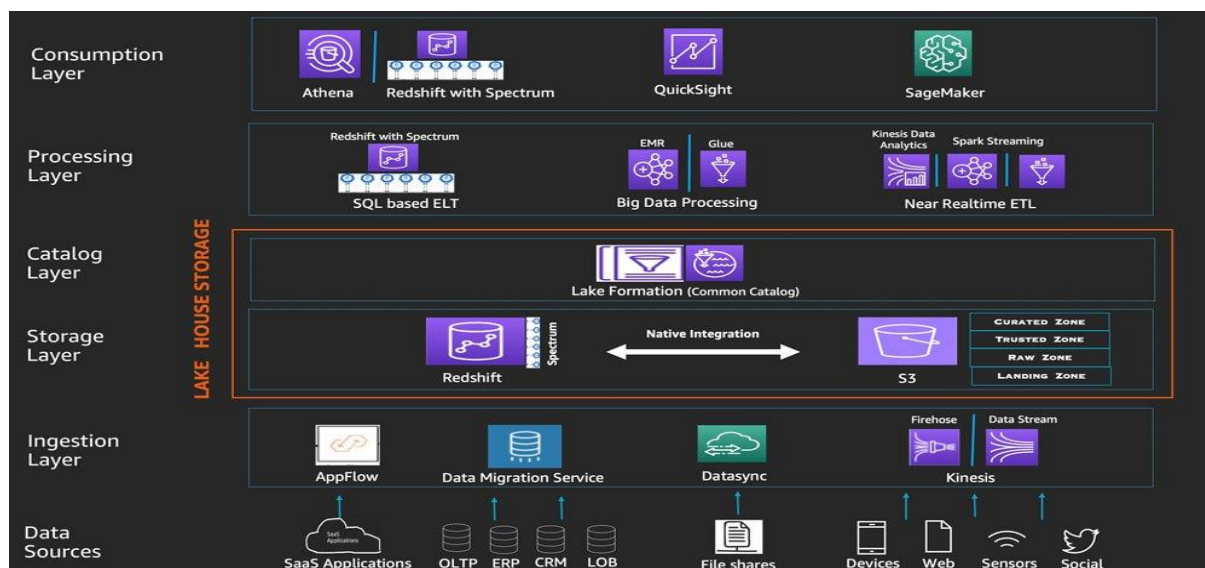 Consumption
Layer
Athena
Redshift with Spectrum
QuickSight
SageMaker
Processing
Layer
Redshift with Spectrum
SQL based ELT
EMR
Glue
Big Data Processing
Kinesis Data
Analytics
Spark Streaming
Near Realtime ETL
LAKE HOUSE STORAGE
Catalog
Layer
Lake Formation (Common Catalog)
Storage
Layer
Redshift
Spectrum
Native Integration
S3
CURATED ZONE
TRUSTED ZONE
RAW ZONE
LANDING ZONE
Ingestion
Layer
AppFlow
Data Migration Service
Datasync
Firehose
Data Stream
Kinesis
Data
Sources
SaaS
Applications
SaaS Applications
OLTP
ERP
CRM
LOB
File shares
Devices
Web
Sensors
Social